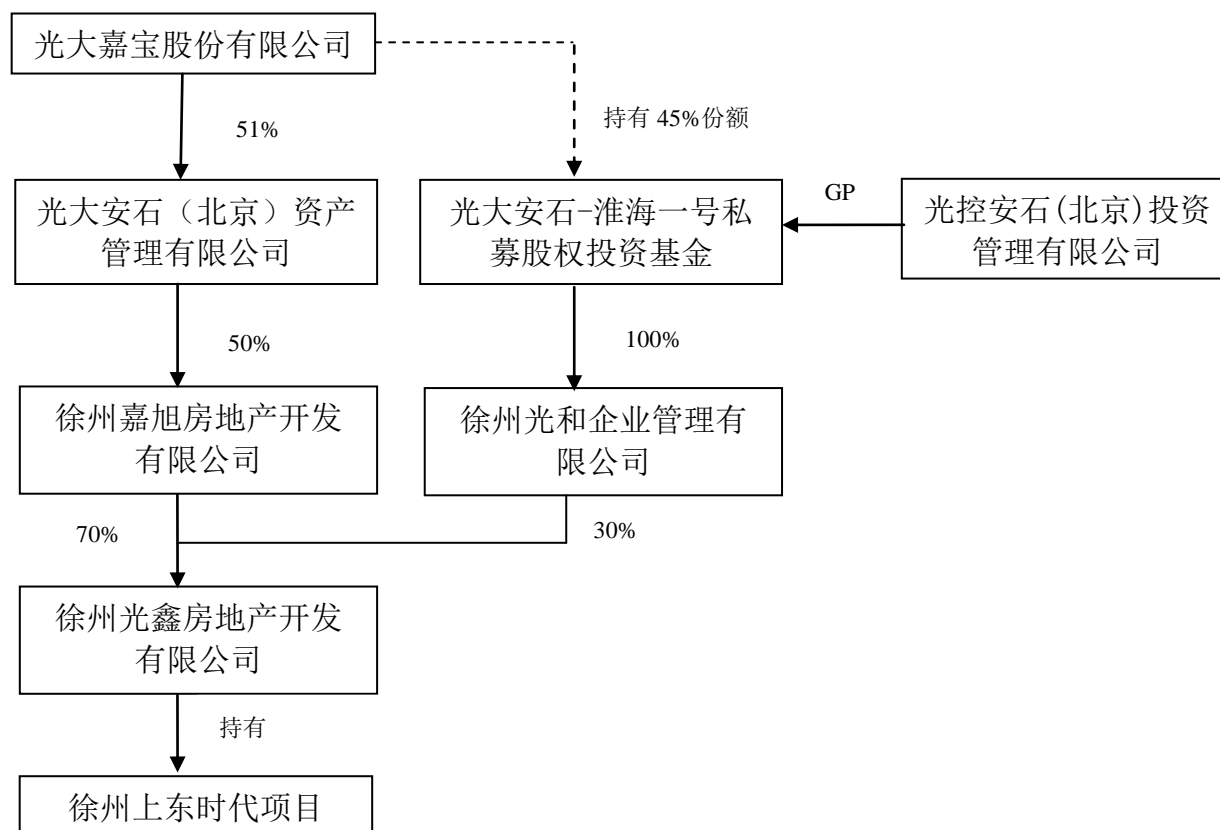 光大嘉宝股份有限公司
51%
持有 45%份额
光大安石（北京）资产
管理有限公司
光大安石-淮海一号私
募股权投资基金
GP
光控安石(北京)投资
管理有限公司
50%
100%
徐州嘉旭房地产开发
有限公司
徐州光和企业管理有
限公司
70%
30%
徐州光鑫房地产开发
有限公司
持有
徐州上东时代项目